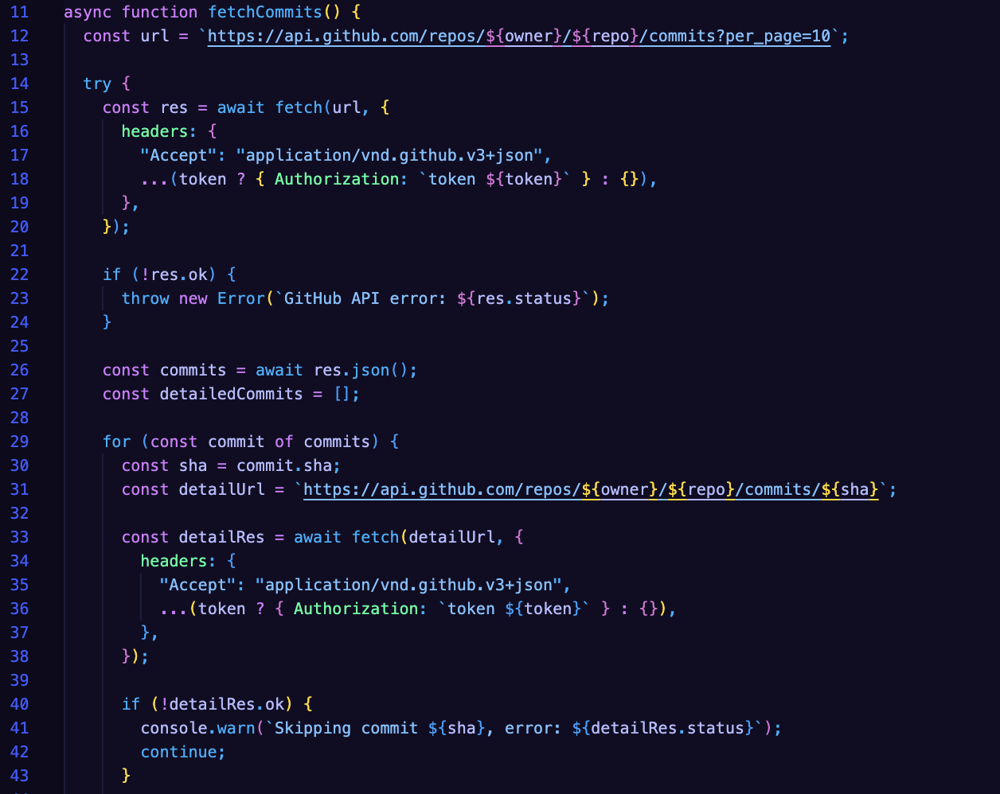 11 async function fetchCommits() {
12 const url = `https://api.github.com/repos/${owner}/${repo}/commits?per_page=10`;
13
14 try {
15 const res = await fetch(url, {
16 headers: {
17 "Accept": "application/vnd.github.v3+json",
18 ...(token ? { Authorization: `token ${token}` } : {}),
19 },
20 });
21
22 if (!res.ok) {
23 throw new Error(`GitHub API error: ${res.status}`);
24 }
25
26 const commits = await res.json();
27 const detailedCommits = [];
28
29 for (const commit of commits) {
30 const sha = commit.sha;
31 const detailUrl = `https://api.github.com/repos/${owner}/${repo}/commits/${sha}`;
32
33 const detailRes = await fetch(detailUrl, {
34 headers: {
35 "Accept": "application/vnd.github.v3+json",
36 ...(token ? { Authorization: `token ${token}` } : {}),
37 },
38 });
39
40 if (!detailRes.ok) {
41 console.warn(`Skipping commit ${sha}, error: ${detailRes.status}`);
42 continue;
43 }